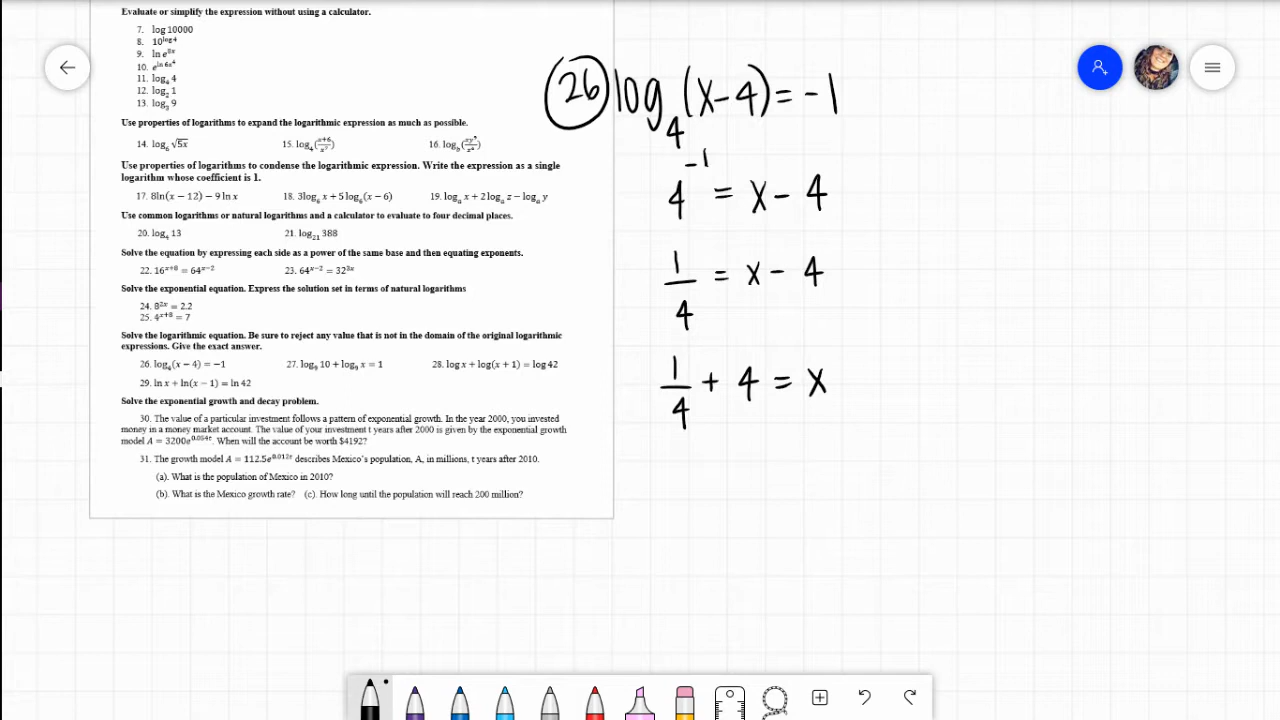 Evaluate or simplify the expression without using a calculator.
7. log 10000
8. 10^{log 4}
9. ln e^{8x}
10. e^{ln 6x^4}
11. log_4 4
12. log_2 1
13. log_3 9
Use properties of logarithms to expand the logarithmic expression as much as possible.
14. log_6 √5x 15. log_4(\frac{x+6}{x^7}) 16. log_b(\frac{xy^5}{z^4})
Use properties of logarithms to condense the logarithmic expression. Write the expression as a single
logarithm whose coefficient is 1.
17. 8ln(x − 12) − 9 ln x 18. 3log_6 x + 5 log_6(x − 6) 19. log_a x + 2 log_a z − log_a y
Use common logarithms or natural logarithms and a calculator to evaluate to four decimal places.
20. log_4 13 21. log_{21} 388
Solve the equation by expressing each side as a power of the same base and then equating exponents.
22. 16^{x+8} = 64^{x−2} 23. 64^{x−2} = 32^{3x}
Solve the exponential equation. Express the solution set in terms of natural logarithms
24. 8^{2x} = 2.2
25. 4^{x+8} = 7
Solve the logarithmic equation. Be sure to reject any value that is not in the domain of the original logarithmic
expressions. Give the exact answer.
26. log_4(x − 4) = −1 27. log_9 10 + log_9 x = 1 28. log x + log(x + 1) = log 42
29. ln x + ln(x − 1) = ln 42
Solve the exponential growth and decay problem.
30. The value of a particular investment follows a pattern of exponential growth. In the year 2000, you invested
money in a money market account. The value of your investment t years after 2000 is given by the exponential growth
model A = 3200e^{0.054t}. When will the account be worth $4192?
31. The growth model A = 112.5e^{0.012t} describes Mexico's population, A, in millions, t years after 2010.
(a). What is the population of Mexico in 2010?
(b). What is the Mexico growth rate? (c). How long until the population will reach 200 million?
26 log_4 (x-4) = -1
4^{-1} = x - 4
\frac{1}{4} = x - 4
\frac{1}{4} + 4 = x